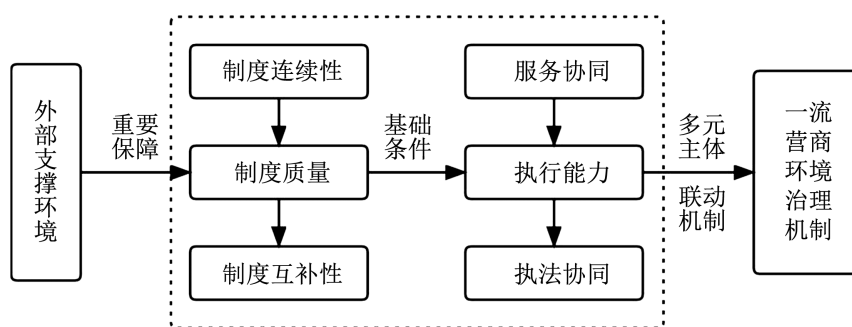 外部支撑环境
重要
保障
制度连续性
制度质量
制度互补性
基础
条件
服务协同
执行能力
执法协同
多元
主体
联动
机制
一流
营商
环境
治理
机制